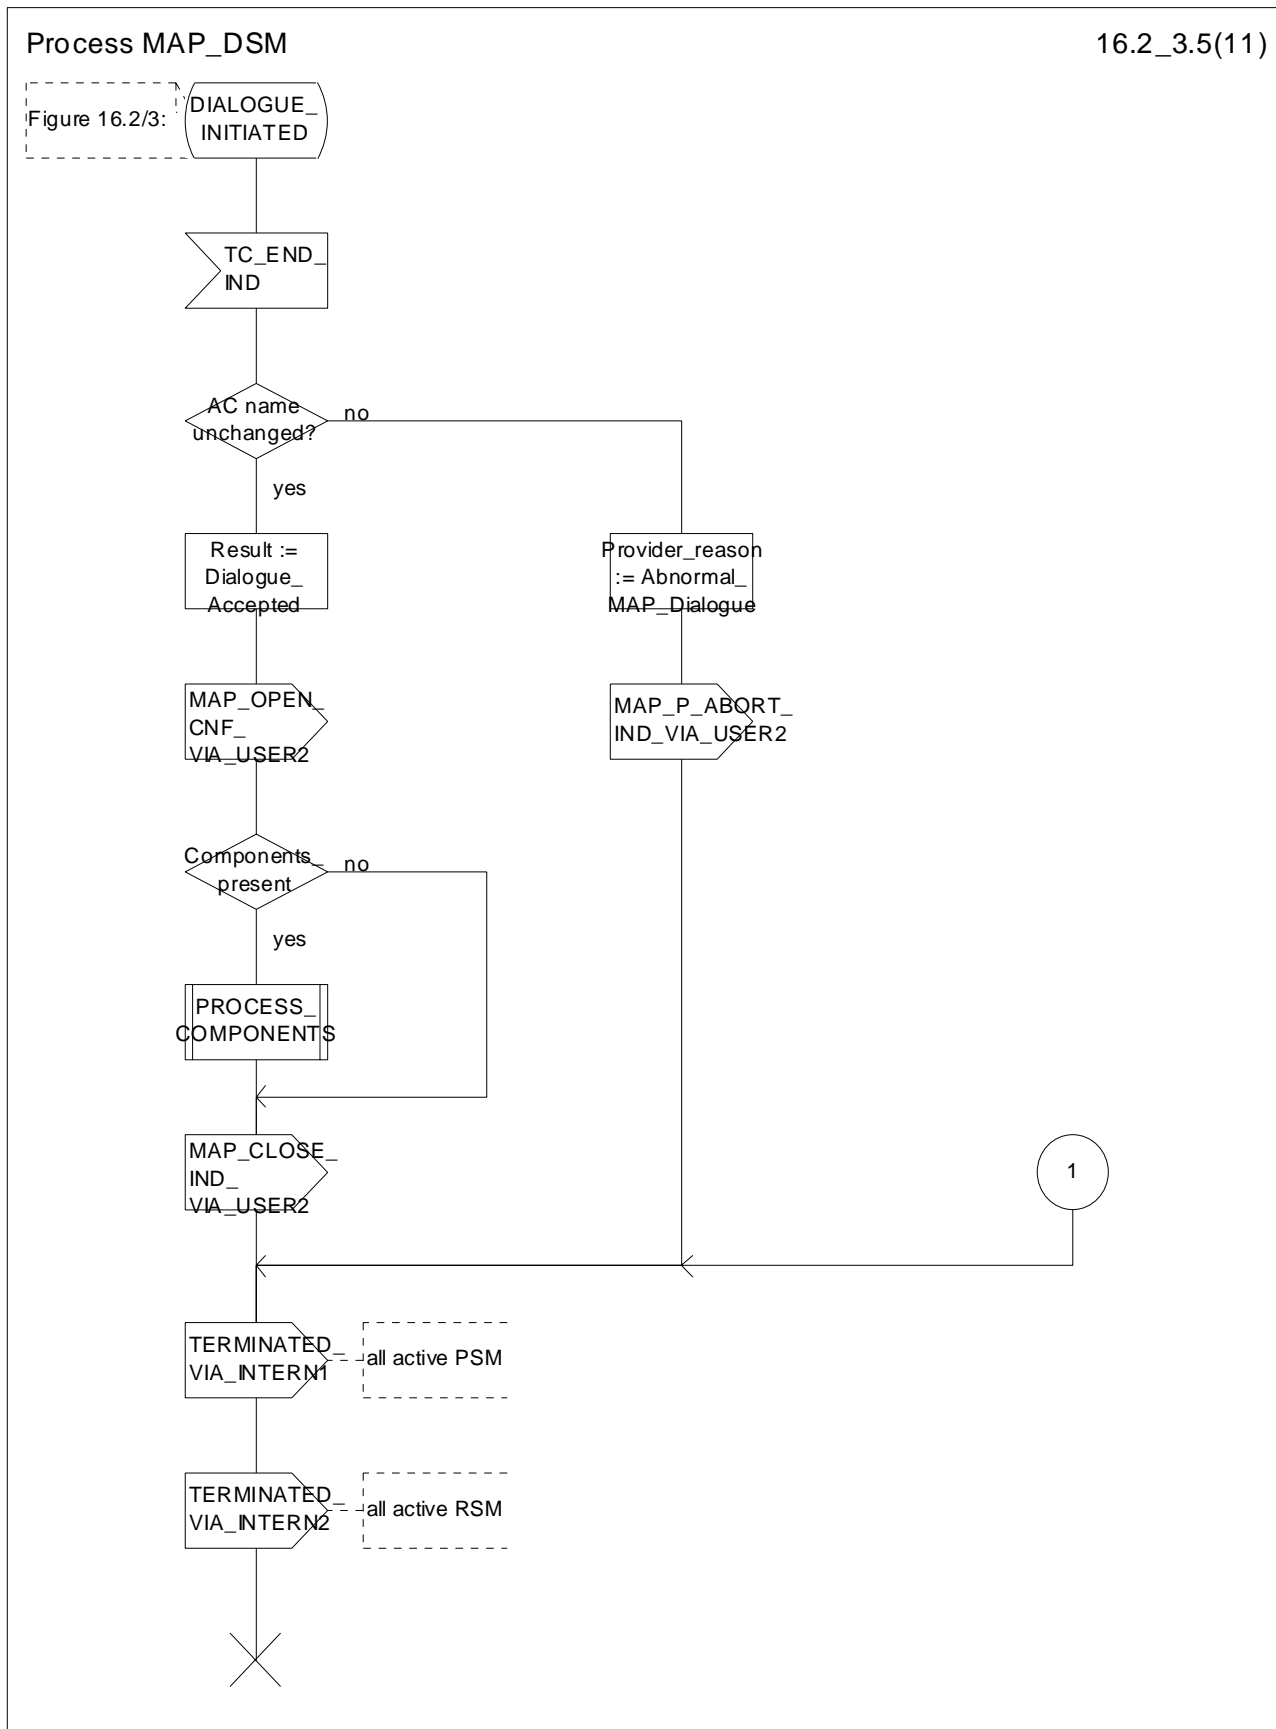 Process MAP_DSM
16.2_3.5(11)
Figure 16.2/3:
DIALOGUE_
INITIATED
TC_END_
IND
AC name
unchanged?
no
yes
Result :=
Dialogue_
Accepted
Provider_reason
:= Abnormal_
MAP_Dialogue
MAP_OPEN_
CNF_
VIA_USER2
MAP_P_ABORT_
IND_VIA_USER2
Components_
present
no
yes
PROCESS_
COMPONENTS
MAP_CLOSE_
IND_
VIA_USER2
1
TERMINATED_
VIA_INTERN1
all active PSM
TERMINATED_
VIA_INTERN2
all active RSM